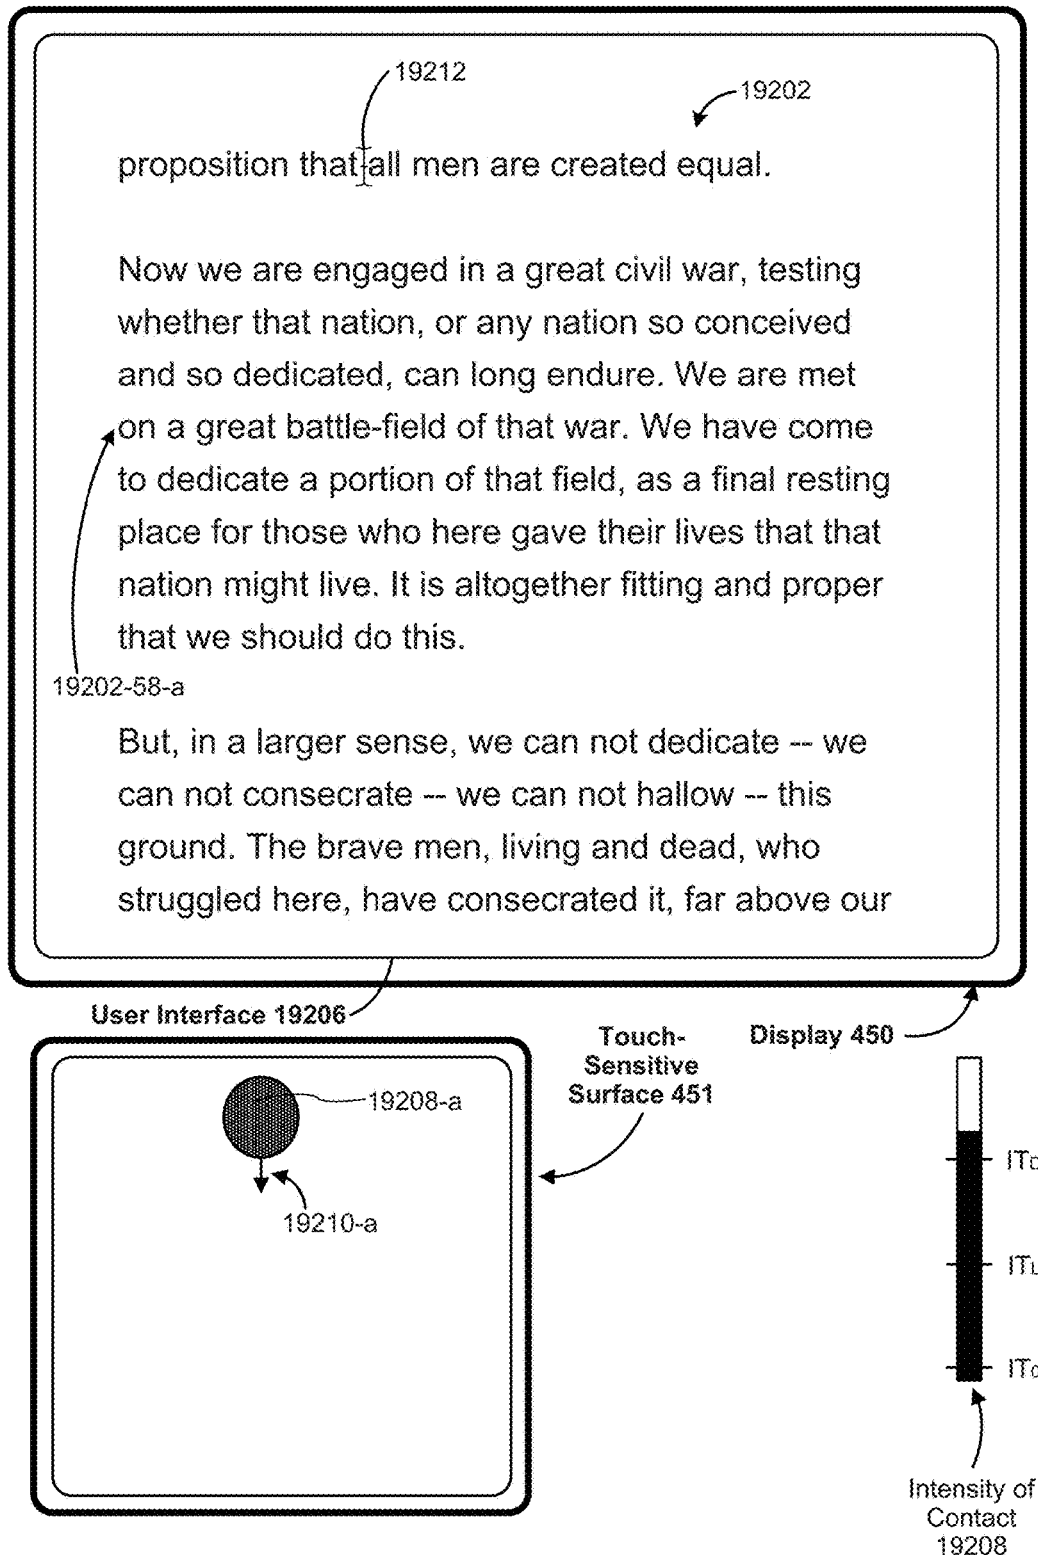 19212
19202
proposition that all men are created equal.
Now we are engaged in a great civil war, testing
whether that nation, or any nation so conceived
and so dedicated, can long endure. We are met
on a great battle-field of that war. We have come
to dedicate a portion of that field, as a final resting
place for those who here gave their lives that that
nation might live. It is altogether fitting and proper
that we should do this.
19202-58-a
But, in a larger sense, we can not dedicate -- we
can not consecrate -- we can not hallow -- this
ground. The brave men, living and dead, who
struggled here, have consecrated it, far above our
User Interface 19206
Touch-
Sensitive
Surface 451
Display 450
19208-a
19210-a
ITD
ITL
IT0
Intensity of
Contact
19208